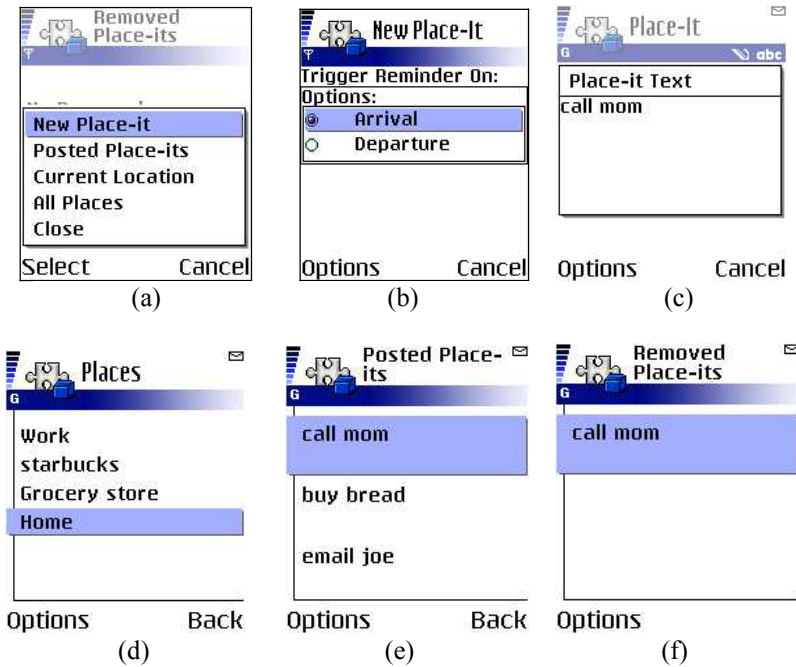 Removed
Place-its
New Place-it
Posted Place-its
Current Location
All Places
Close
Select Cancel
(a)
New Place-It
Trigger Reminder On:
Options:
Arrival
Departure
Options Cancel
(b)
Place-It
G abc
Place-it Text
call mom
Options Cancel
(c)
Places
G
Work
starbucks
Grocery store
Home
Options Back
(d)
Posted Place-
its
G
call mom
buy bread
email joe
Options Back
(e)
Removed
Place-its
G
call mom
Options
(f)